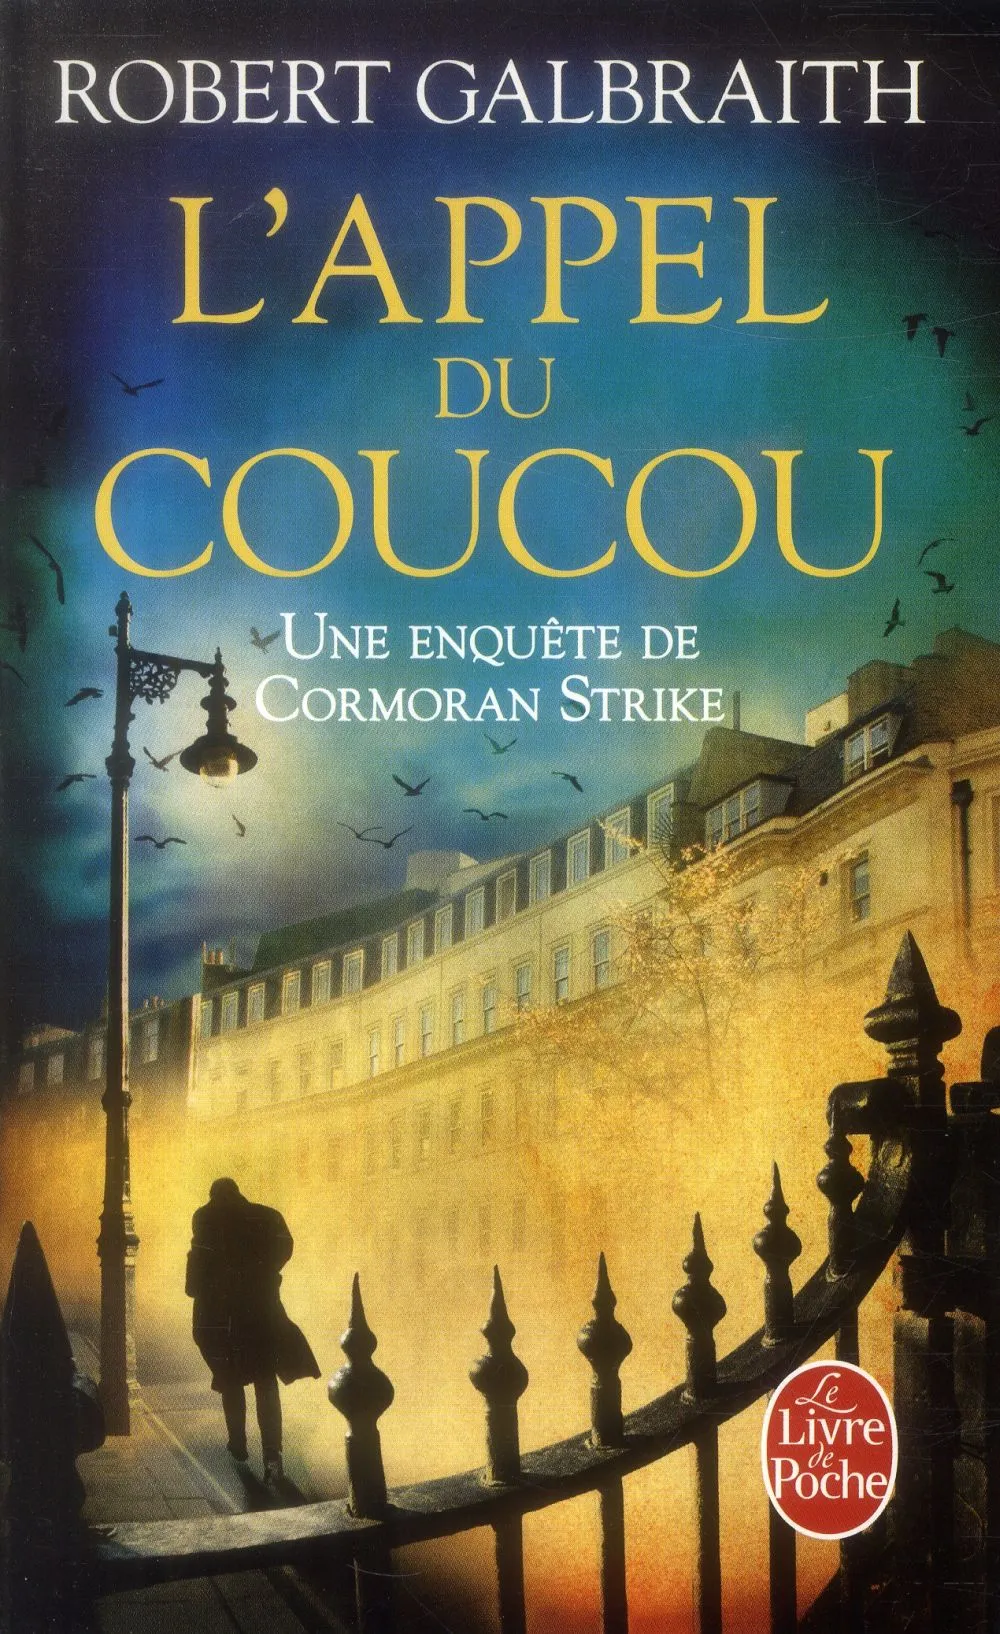 ROBERT GALBRAITH
L'APPEL
DU
COUCOU
UNE ENQUÊTE DE
CORMORAN STRIKE
Le
Livre
de
Poche